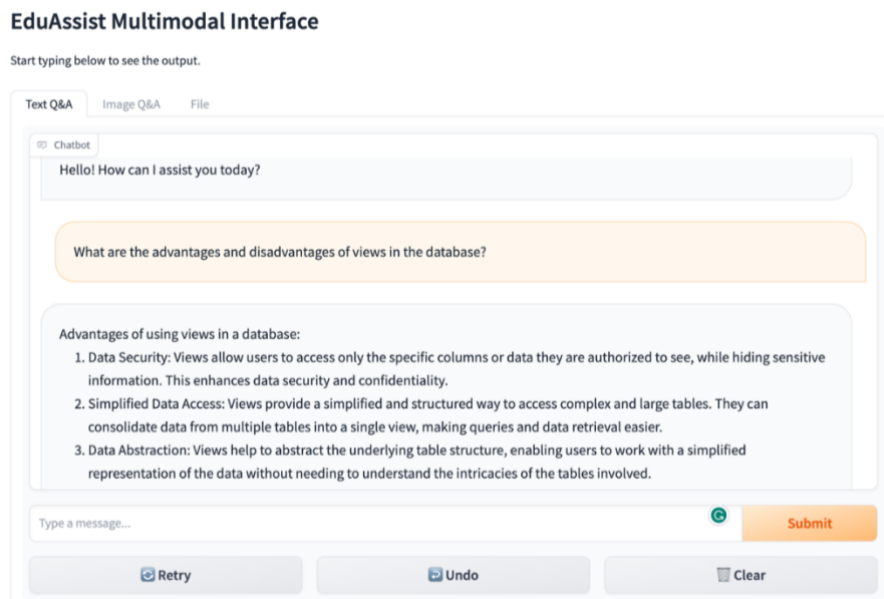 EduAssist Multimodal Interface
Start typing below to see the output.
Text Q&A Image Q&A File
Chatbot
Hello! How can I assist you today?
What are the advantages and disadvantages of views in the database?
Advantages of using views in a database:
1. Data Security: Views allow users to access only the specific columns or data they are authorized to see, while hiding sensitive
information. This enhances data security and confidentiality.
2. Simplified Data Access: Views provide a simplified and structured way to access complex and large tables. They can
consolidate data from multiple tables into a single view, making queries and data retrieval easier.
3. Data Abstraction: Views help to abstract the underlying table structure, enabling users to work with a simplified
representation of the data without needing to understand the intricacies of the tables involved.
Type a message... Submit
Retry Undo Clear